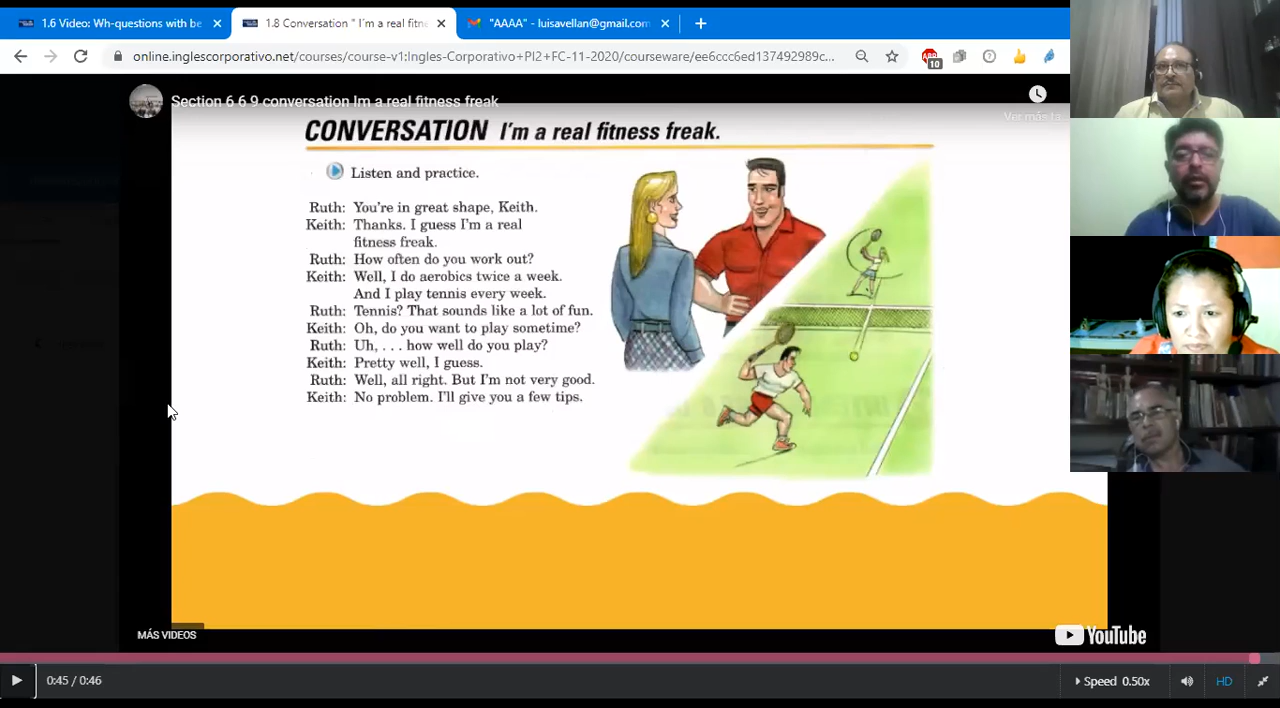 1.6 Video: Wh-questions with be
1.8 Conversation " I´m a real fitne
"AAAA" - luisavellan@gmail.com
online.inglescorporativo.net/courses/course-v1:Ingles-Corporativo+PI2+FC-11-2020/courseware/ee6ccc6ed137492989c...
10
Section 6 6 9 conversation Im a real fitness freak
Ver más ta
CONVERSATION I'm a real fitness freak.
Listen and practice.
Ruth: You're in great shape, Keith.
Keith: Thanks. I guess I'm a real
fitness freak.
Ruth: How often do you work out?
Keith: Well, I do aerobics twice a week.
And I play tennis every week.
Ruth: Tennis? That sounds like a lot of fun.
Keith: Oh, do you want to play sometime?
Ruth: Uh, . . . how well do you play?
Keith: Pretty well, I guess.
Ruth: Well, all right. But I'm not very good.
Keith: No problem. I'll give you a few tips.
MÁS VIDEOS
YouTube
0:45 / 0:46
Speed 0.50x
HD